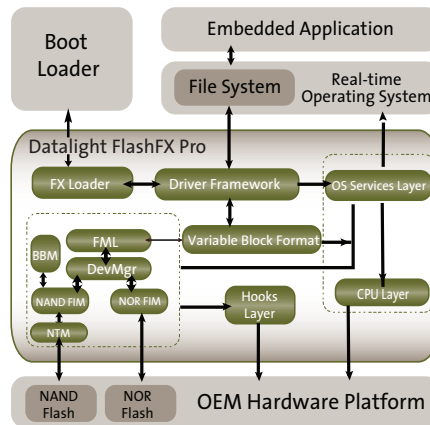 Boot
Loader
Embedded Application
File System
Real-time
Operating System
Datalight FlashFX Pro
FX Loader
Driver Framework
OS Services Layer
FML
Variable Block Format
BBM
DevMgr
NAND FIM
NOR FIM
Hooks
Layer
CPU Layer
NTM
NAND
Flash
NOR
Flash
OEM Hardware Platform